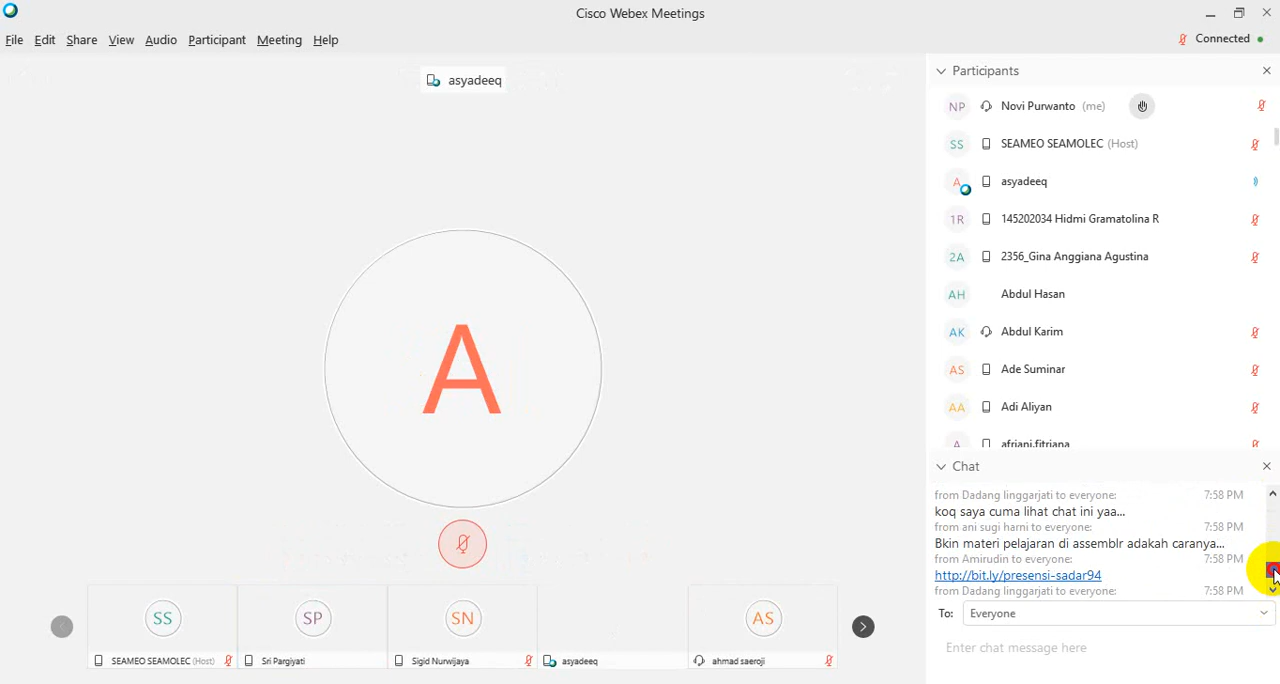 Cisco Webex Meetings
File Edit Share View Audio Participant Meeting Help
Connected
asyadeeq
A
SS
SEAMEO SEAMOLEC (Host)
SP
Sri Pargiyati
SN
Sigid Nurwijaya
asyadeeq
AS
ahmad saeroji
Participants
NP Novi Purwanto (me)
SS SEAMEO SEAMOLEC (Host)
A asyadeeq
1R 145202034 Hidmi Gramatolina R
2A 2356_Gina Anggiana Agustina
AH Abdul Hasan
AK Abdul Karim
AS Ade Suminar
AA Adi Aliyan
A afriani.fitriana
Chat
from Dadang linggarjati to everyone: 7:58 PM
koq saya cuma lihat chat ini yaa...
from ani sugi harni to everyone: 7:58 PM
Bkin materi pelajaran di assemblr adakah caranya...
from Amirudin to everyone: 7:58 PM
http://bit.ly/presensi-sadar94
from Dadang linggarjati to everyone: 7:58 PM
To: Everyone
Enter chat message here